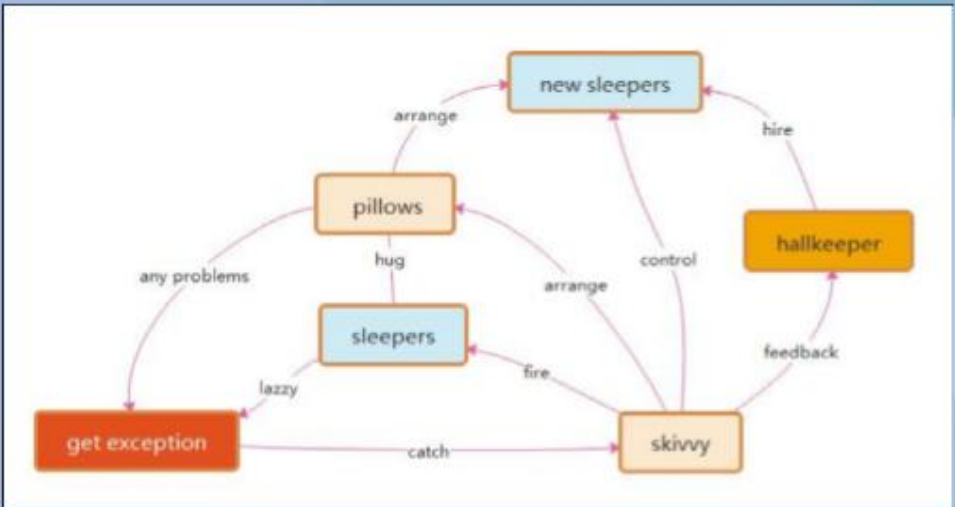 new sleepers
arrange
hire
pillows
hallkeeper
hug
control
any problems
arrange
sleepers
feedback
fire
lazzy
get exception
skivvy
catch